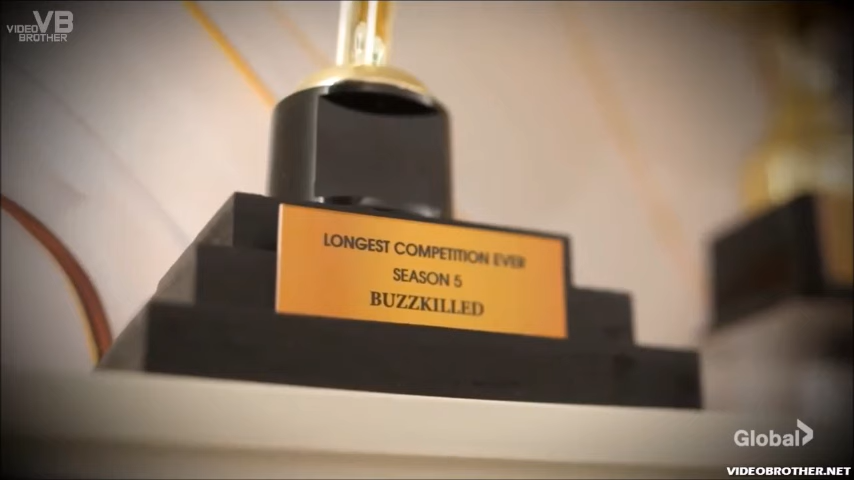 VIDEO VB
BROTHER
LONGEST COMPETITION EVER
SEASON 5
BUZZKILLED
Global
VIDEOBROTHER.NET